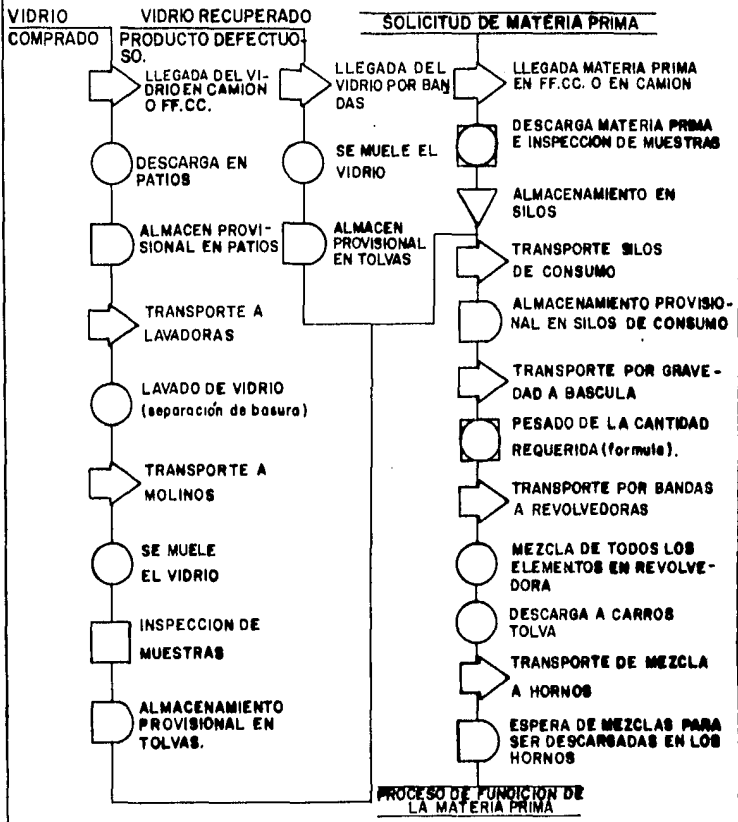 VIDRIO
COMPRADO
VIDRIO RECUPERADO
PRODUCTO DEFECTUO-
SO.
SOLICITUD DE MATERIA PRIMA
LLEGADA DEL VI-
DRIO EN CAMION
O FF.CC.
DESCARGA EN
PATIOS
ALMACEN PROVI-
SIONAL EN PATIOS
TRANSPORTE A
LAVADORAS
LAVADO DE VIDRIO
(separación de basura)
TRANSPORTE A
MOLINOS
SE MUELE
EL VIDRIO
INSPECCION DE
MUESTRAS
ALMACENAMIENTO
PROVISIONAL EN
TOLVAS.
LLEGADA DEL
VIDRIO POR BAN
DAS
SE MUELE EL
VIDRIO
ALMACEN
PROVISIONAL
EN TOLVAS
LLEGADA MATERIA PRIMA
EN FF.CC. O EN CAMION
DESCARGA MATERIA PRIMA
E INSPECCION DE MUESTRAS
ALMACENAMIENTO EN
SILOS
TRANSPORTE SILOS
DE CONSUMO
ALMACENAMIENTO PROVISIO-
NAL EN SILOS DE CONSUMO
TRANSPORTE POR GRAVE-
DAD A BASCULA
PESADO DE LA CANTIDAD
REQUERIDA (formula).
TRANSPORTE POR BANDAS
A REVOLVEDORAS
MEZCLA DE TODOS LOS
ELEMENTOS EN REVOLVE-
DORA
DESCARGA A CARROS
TOLVA
TRANSPORTE DE MEZCLA
A HORNOS
ESPERA DE MEZCLAS PARA
SER DESCARGADAS EN LOS
HORNOS
PROCESO DE FUNDICION DE
LA MATERIA PRIMA